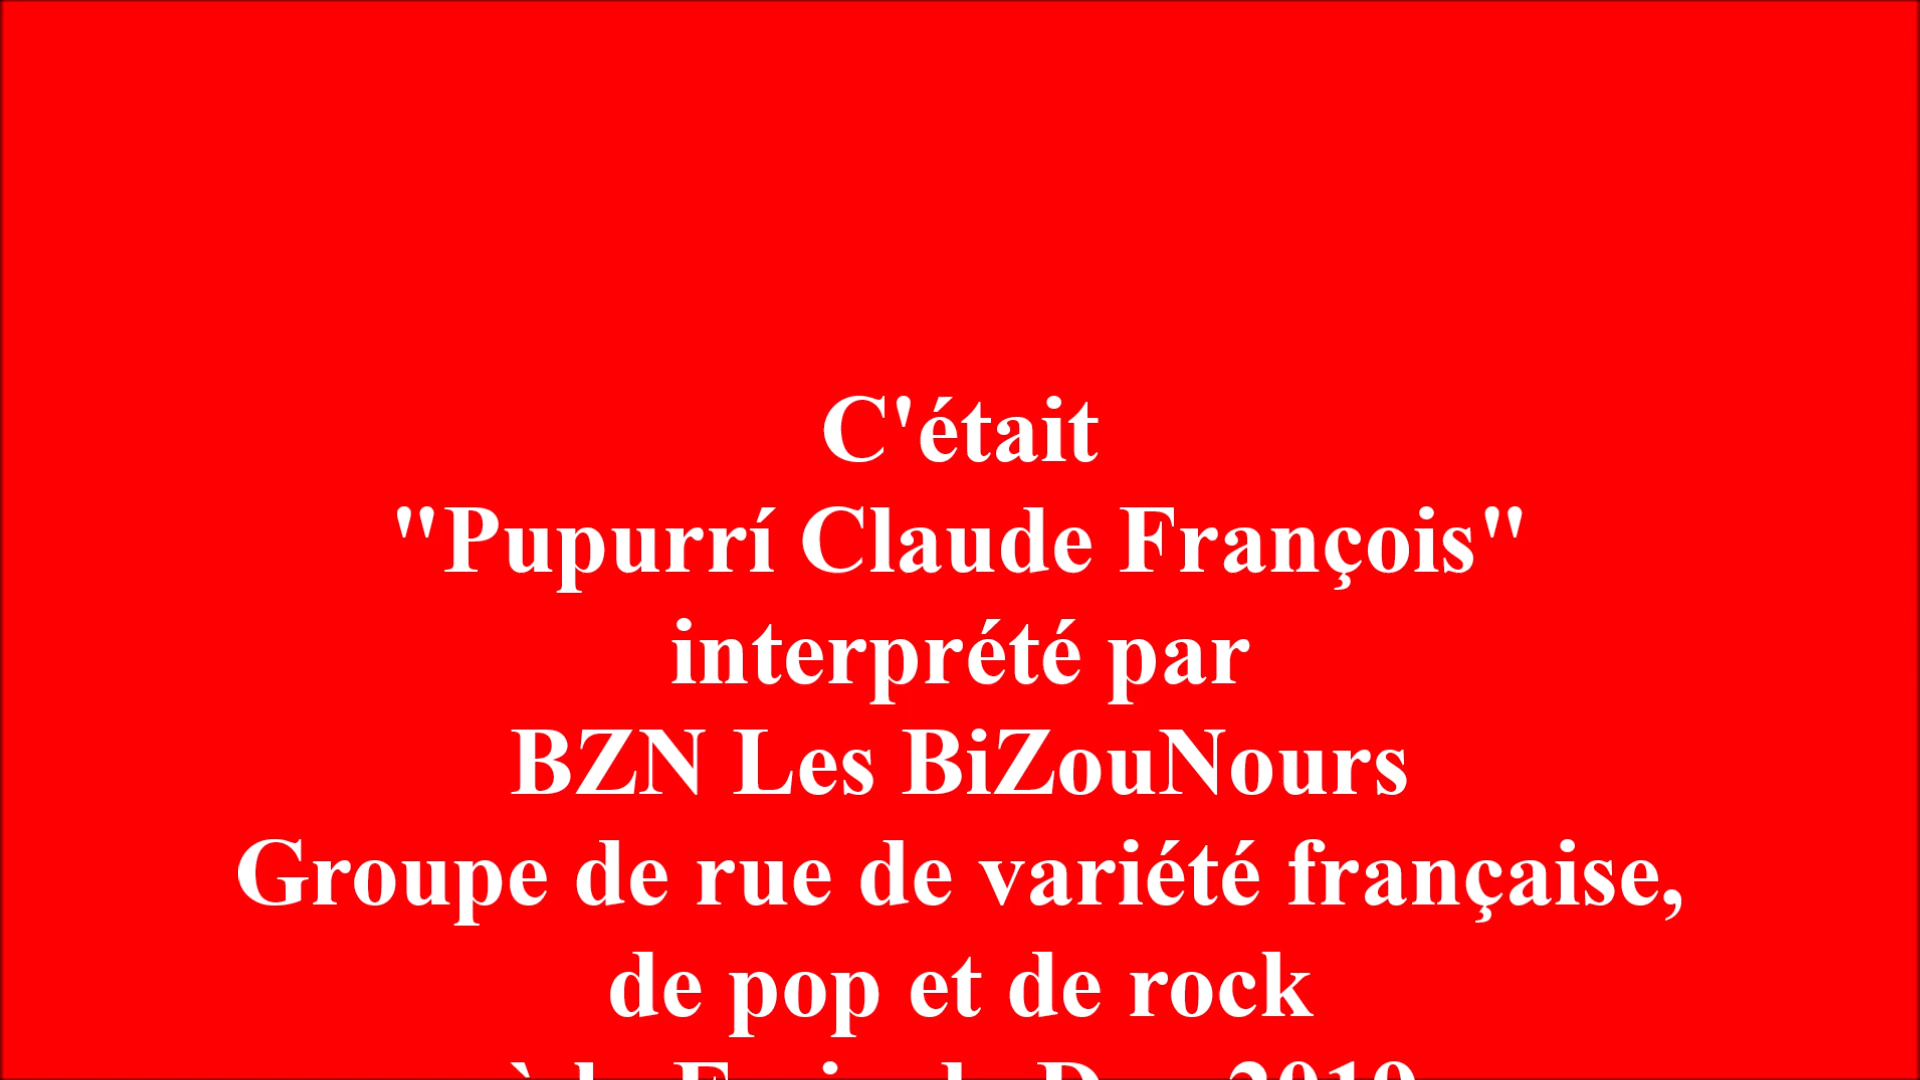 C'était
"Pupurrí Claude François"
interprété par
BZN Les BiZouNours
Groupe de rue de variété française,
de pop et de rock
à la